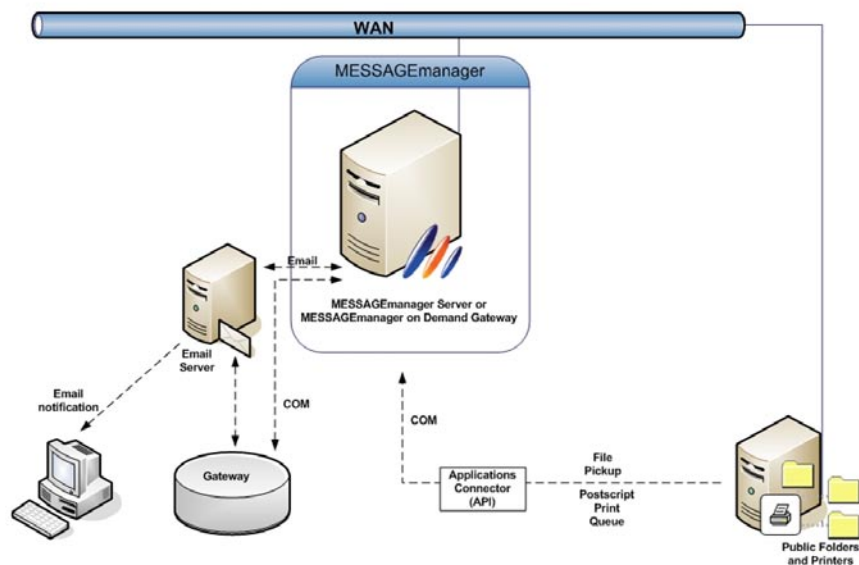 WAN
MESSAGEmanager
Email
MESSAGEmanager Server or
MESSAGEmanager on Demand Gateway
Email
Server
Email
notification
COM
COM
Gateway
Applications
Connector
(API)
File
Pickup
Postscript
Print
Queue
Public Folders
and Printers